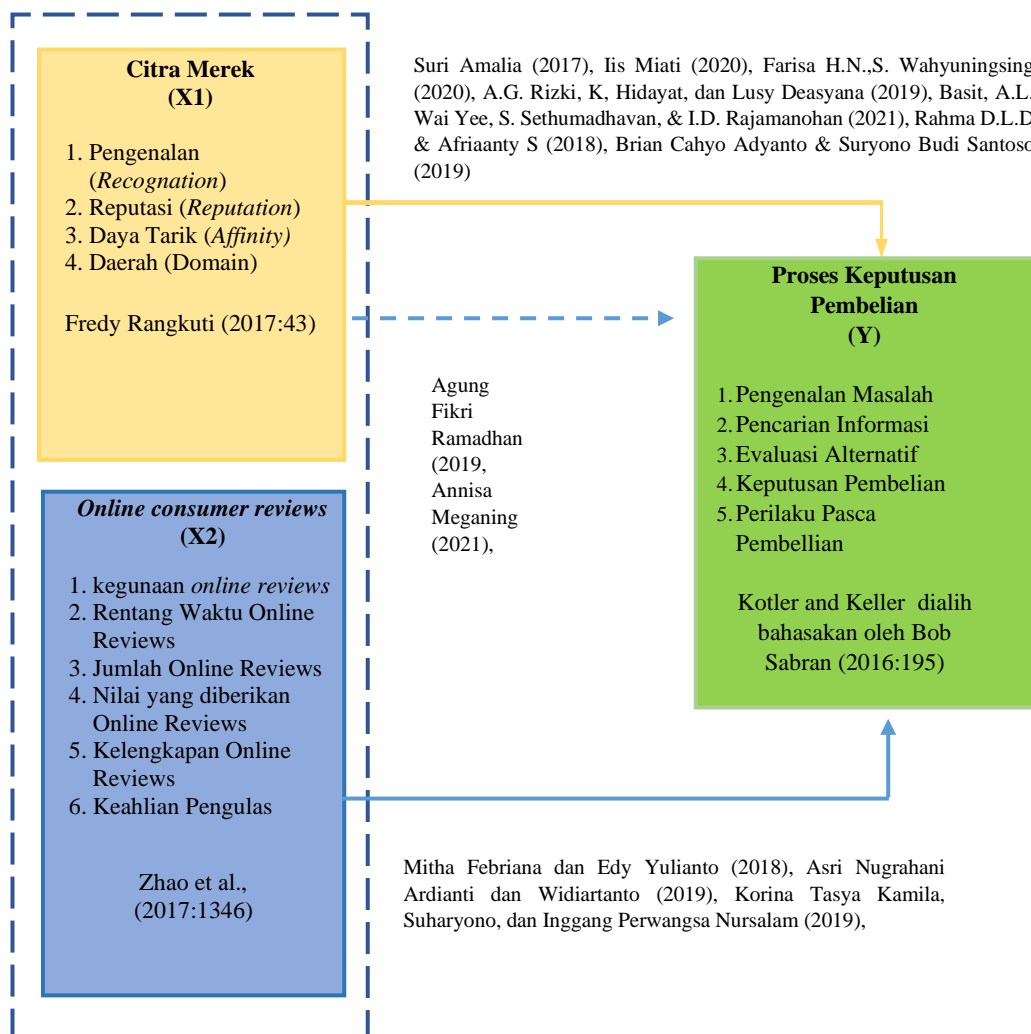 Citra Merek
(X1)
1. Pengenalan
(Recognation)
2. Reputasi (Reputation)
3. Daya Tarik (Affinity)
4. Daerah (Domain)
Fredy Rangkuti (2017:43)
Suri Amalia (2017), Iis Miati (2020), Farisa H.N.,S. Wahyuningsing
(2020), A.G. Rizki, K, Hidayat, dan Lusy Deasyana (2019), Basit, A.L.
Wai Yee, S. Sethumadhavan, & I.D. Rajamanohan (2021), Rahma D.L.D
& Afriaanty S (2018), Brian Cahyo Adyanto & Suryono Budi Santoso
(2019)
Agung
Fikri
Ramadhan
(2019,
Annisa
Meganing
(2021),
Proses Keputusan
Pembelian
(Y)
1. Pengenalan Masalah
2. Pencarian Informasi
3. Evaluasi Alternatif
4. Keputusan Pembelian
5. Perilaku Pasca
Pembellian
Kotler and Keller dialih
bahasakan oleh Bob
Sabran (2016:195)
Online consumer reviews
(X2)
1. kegunaan online reviews
2. Rentang Waktu Online
Reviews
3. Jumlah Online Reviews
4. Nilai yang diberikan
Online Reviews
5. Kelengkapan Online
Reviews
6. Keahlian Pengulas
Zhao et al.,
(2017:1346)
Mitha Febriana dan Edy Yulianto (2018), Asri Nugrahani
Ardianti dan Widiartanto (2019), Korina Tasya Kamila,
Suharyono, dan Inggang Perwangsa Nursalam (2019),